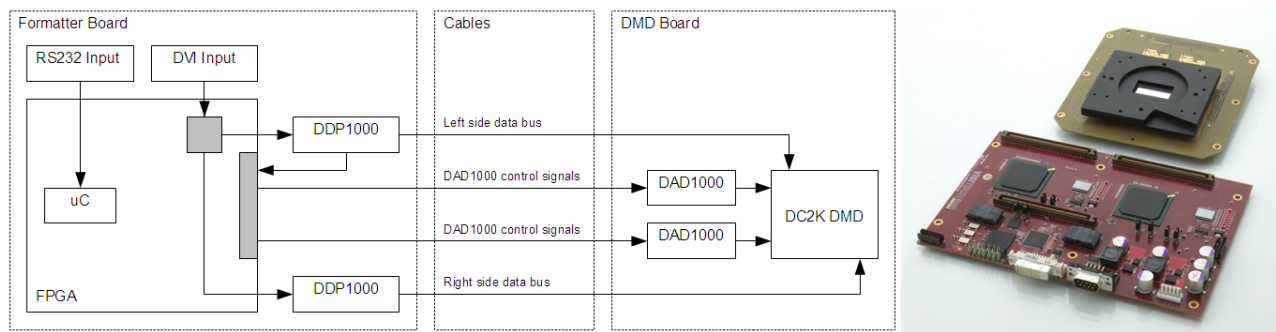 Formatter Board
Cables
DMD Board
RS232 Input
DVI Input
DDP1000
Left side data bus
DAD1000 control signals
DAD1000
uC
DC2K DMD
DAD1000 control signals
DAD1000
FPGA
DDP1000
Right side data bus